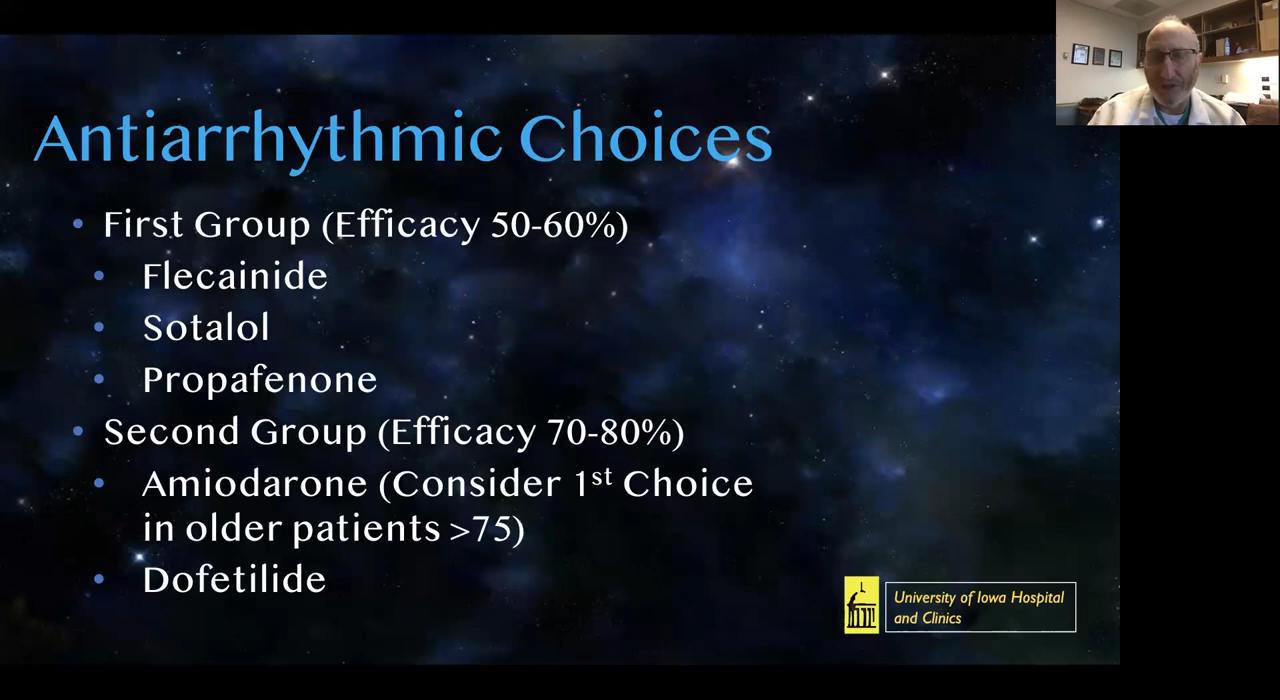 Antiarrhythmic Choices
• First Group (Efficacy 50-60%)
• Flecainide
• Sotalol
• Propafenone
• Second Group (Efficacy 70-80%)
• Amiodarone (Consider 1st Choice
in older patients >75)
• Dofetilide
University of Iowa Hospital
and Clinics